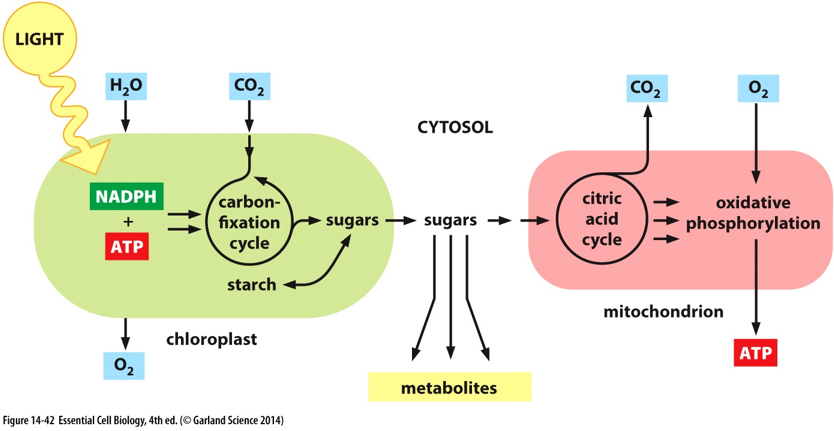 LIGHT
H₂O
CO₂
CYTOSOL
CO₂
O₂
NADPH
+
ATP
carbon-
fixation
cycle
sugars
starch
sugars
citric
acid
cycle
oxidative
phosphorylation
chloroplast
mitochondrion
O₂
ATP
metabolites
Figure 14-42 Essential Cell Biology, 4th ed. (© Garland Science 2014)